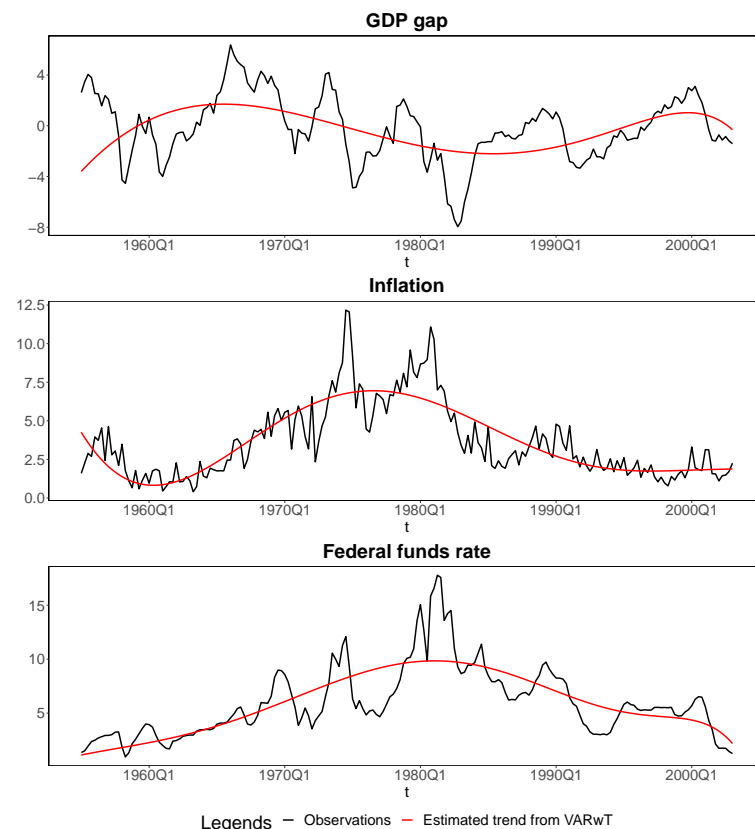 GDP gap
4
0
−4
−8
1960Q1 1970Q1 1980Q1 1990Q1 2000Q1
t
Inflation
12.5
10.0
7.5
5.0
2.5
0.0
1960Q1 1970Q1 1980Q1 1990Q1 2000Q1
t
Federal funds rate
15
10
5
1960Q1 1970Q1 1980Q1 1990Q1 2000Q1
t
Legends Observations Estimated trend from VARwT